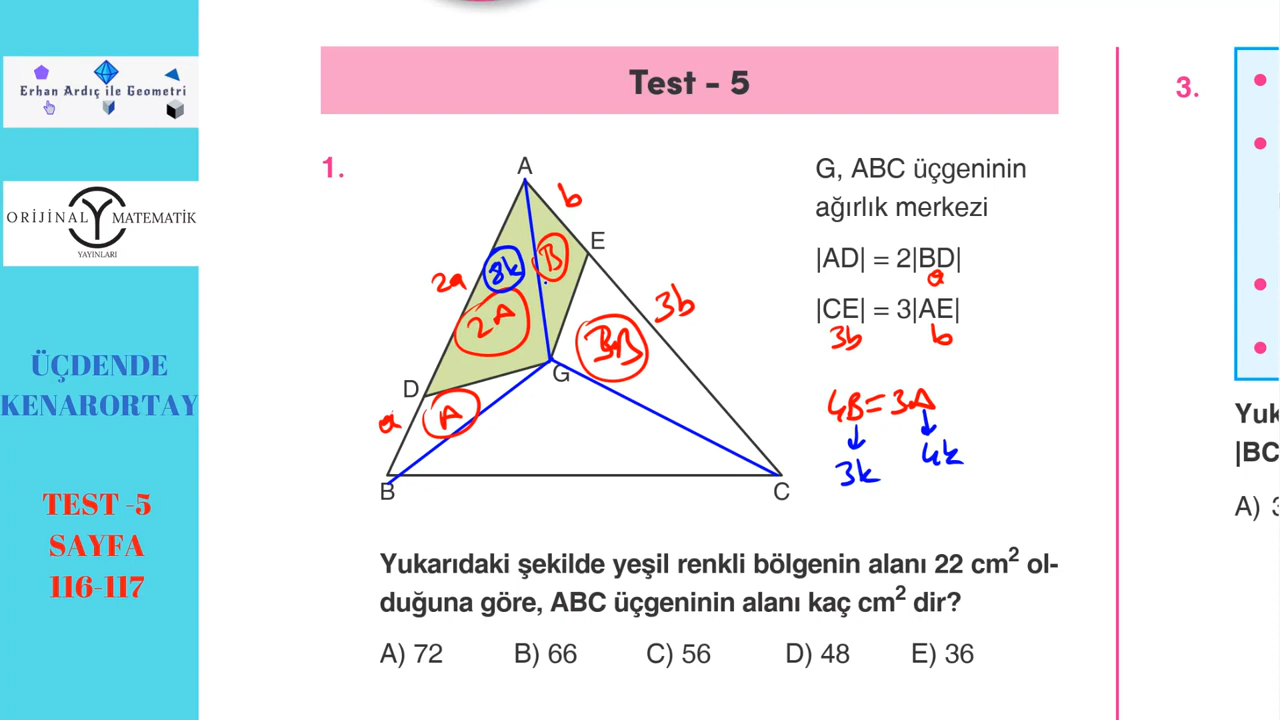 Erhan Ardıç ile Geometri
ORİJİNAL Y MATEMATİK
YAYINLARI
ÜÇDENDE
KENARORTAY
TEST -5
SAYFA
116-117
Test - 5
1.
A
b
E
B
8k
2a
2A
3b
3B
G
D
A
a
B
C
G, ABC üçgeninin
ağırlık merkezi
|AD| = 2|BD|
a
|CE| = 3|AE|
3b b
4B=3A
3k 4k
Yukarıdaki şekilde yeşil renkli bölgenin alanı 22 cm² ol-
duğuna göre, ABC üçgeninin alanı kaç cm² dir?
A) 72 B) 66 C) 56 D) 48 E) 36
3.
Yuk
|BC
A) 3